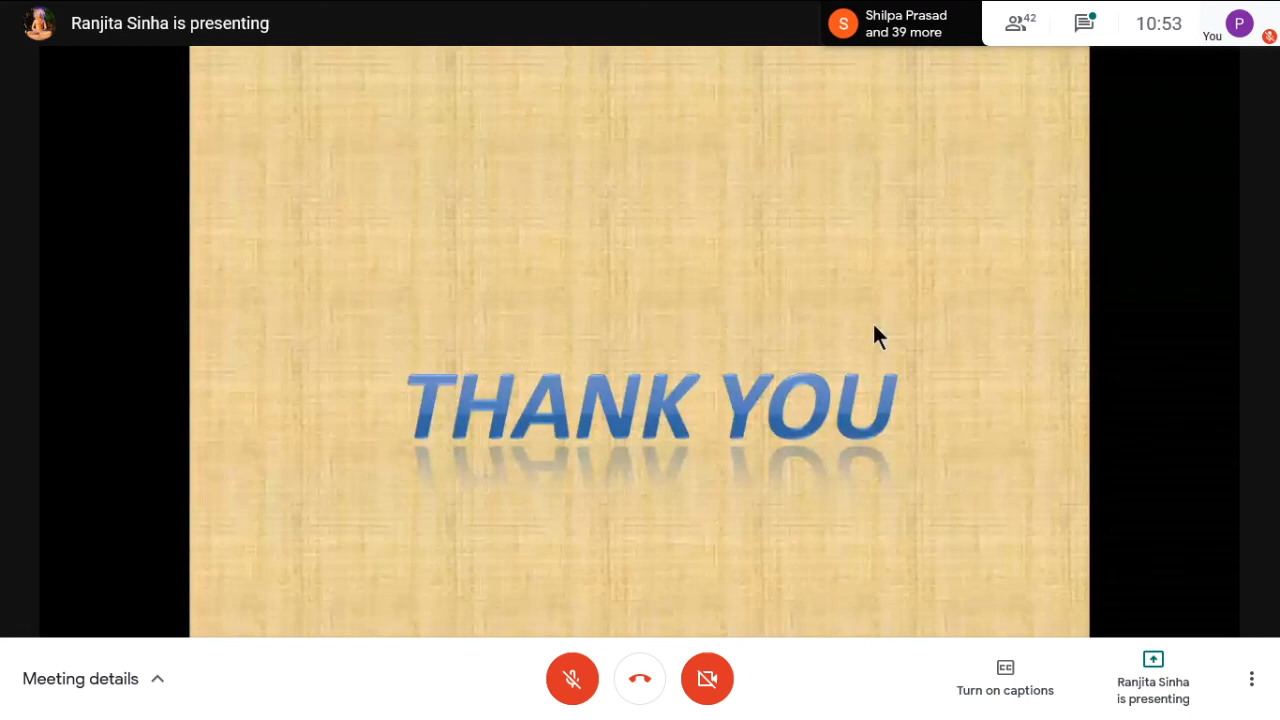 Ranjita Sinha is presenting
S
Shilpa Prasad
and 39 more
42
10:53
You
P
THANK YOU
Meeting details
CC
Turn on captions
Ranjita Sinha
is presenting